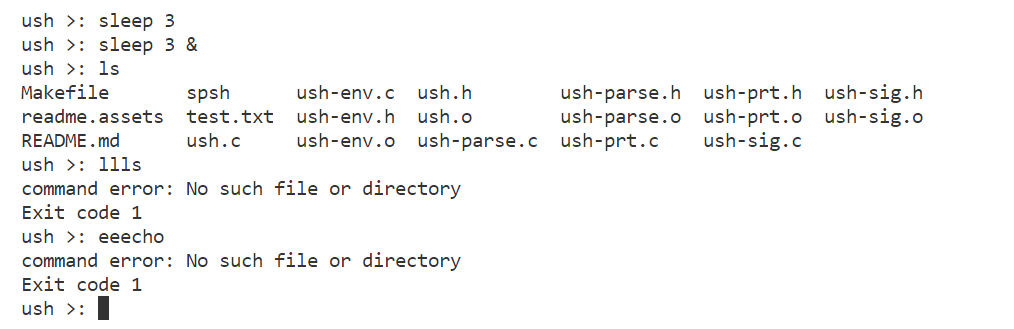 ush >: sleep 3
ush >: sleep 3 &
ush >: ls
Makefile       spsh      ush-env.c  ush.h        ush-parse.h  ush-prt.h  ush-sig.h
readme.assets  test.txt  ush-env.h  ush.o        ush-parse.o  ush-prt.o  ush-sig.o
README.md      ush.c     ush-env.o  ush-parse.c  ush-prt.c    ush-sig.c
ush >: llls
command error: No such file or directory
Exit code 1
ush >: eeecho
command error: No such file or directory
Exit code 1
ush >: